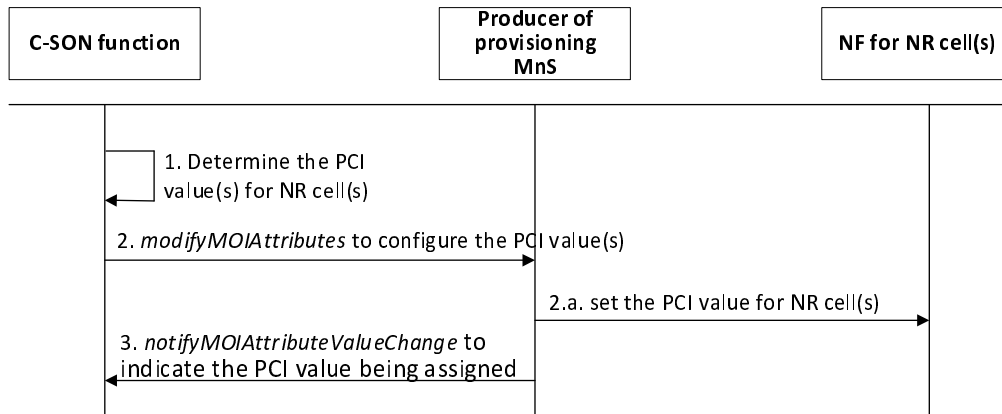 C-SON function
Producer of
provisioning
MnS
NF for NR cell(s)
1. Determine the PCI
value(s) for NR cell(s)
2. modifyMOIAttributes to configure the PCI value(s)
2.a. set the PCI value for NR cell(s)
3. notifyMOIAttributeValueChange to
indicate the PCI value being assigned